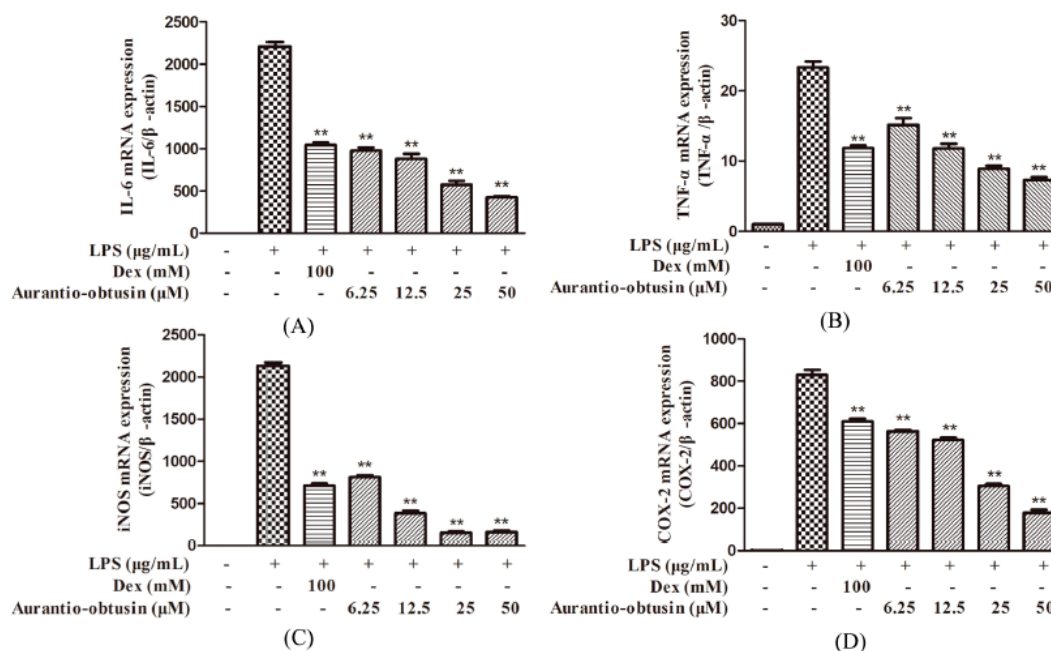 IL-6 mRNA expression
(IL-6/β -actin)
2500
2000
1500
1000
500
0
** ** ** ** **
LPS (µg/mL) - + + + + + +
Dex (mM) - - 100 - - - -
Aurantio-obtusin (µM) - - - 6.25 12.5 25 50
(A)
TNF-α mRNA expression
(TNF-α /β -actin)
30
20
10
0
** ** ** ** **
LPS (µg/mL) - + + + + + +
Dex (mM) - - 100 - - - -
Aurantio-obtusin (µM) - - - 6.25 12.5 25 50
(B)
iNOS mRNA expression
(iNOS/β -actin)
2500
2000
1500
1000
500
0
** ** ** ** **
LPS (µg/mL) - + + + + + +
Dex (mM) - - 100 - - - -
Aurantio-obtusin (µM) - - - 6.25 12.5 25 50
(C)
COX-2 mRNA expression
(COX-2/β -actin)
1000
800
600
400
200
0
** ** ** ** **
LPS (µg/mL) - + + + + + +
Dex (mM) - - 100 - - - -
Aurantio-obtusin (µM) - - - 6.25 12.5 25 50
(D)